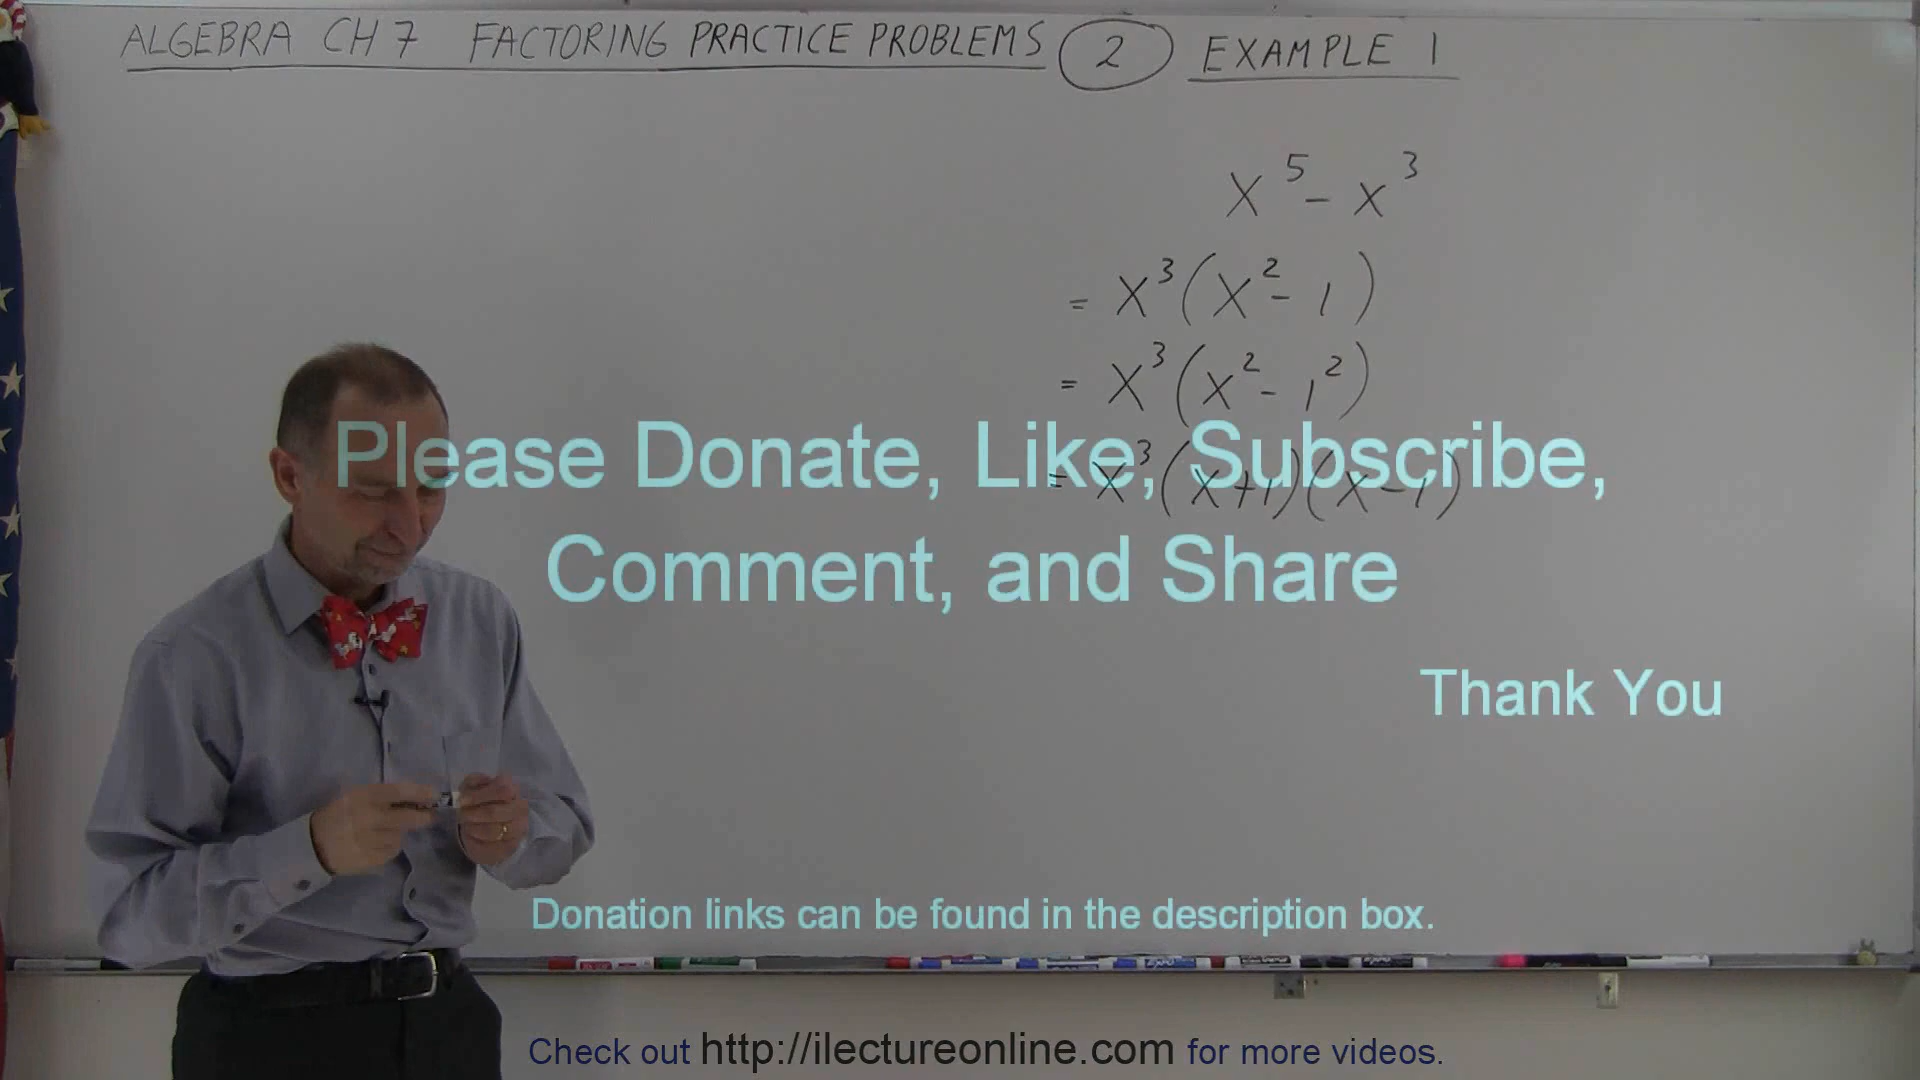 ALGEBRA CH 7 FACTORING PRACTICE PROBLEMS 2 EXAMPLE 1
x⁵ - x³
= x³(x² - 1)
= x³(x² - 1²)
= x³(x+1)(x-1)
Please Donate, Like, Subscribe,
Comment, and Share
Thank You
Donation links can be found in the description box.
Check out http://ilectureonline.com for more videos.